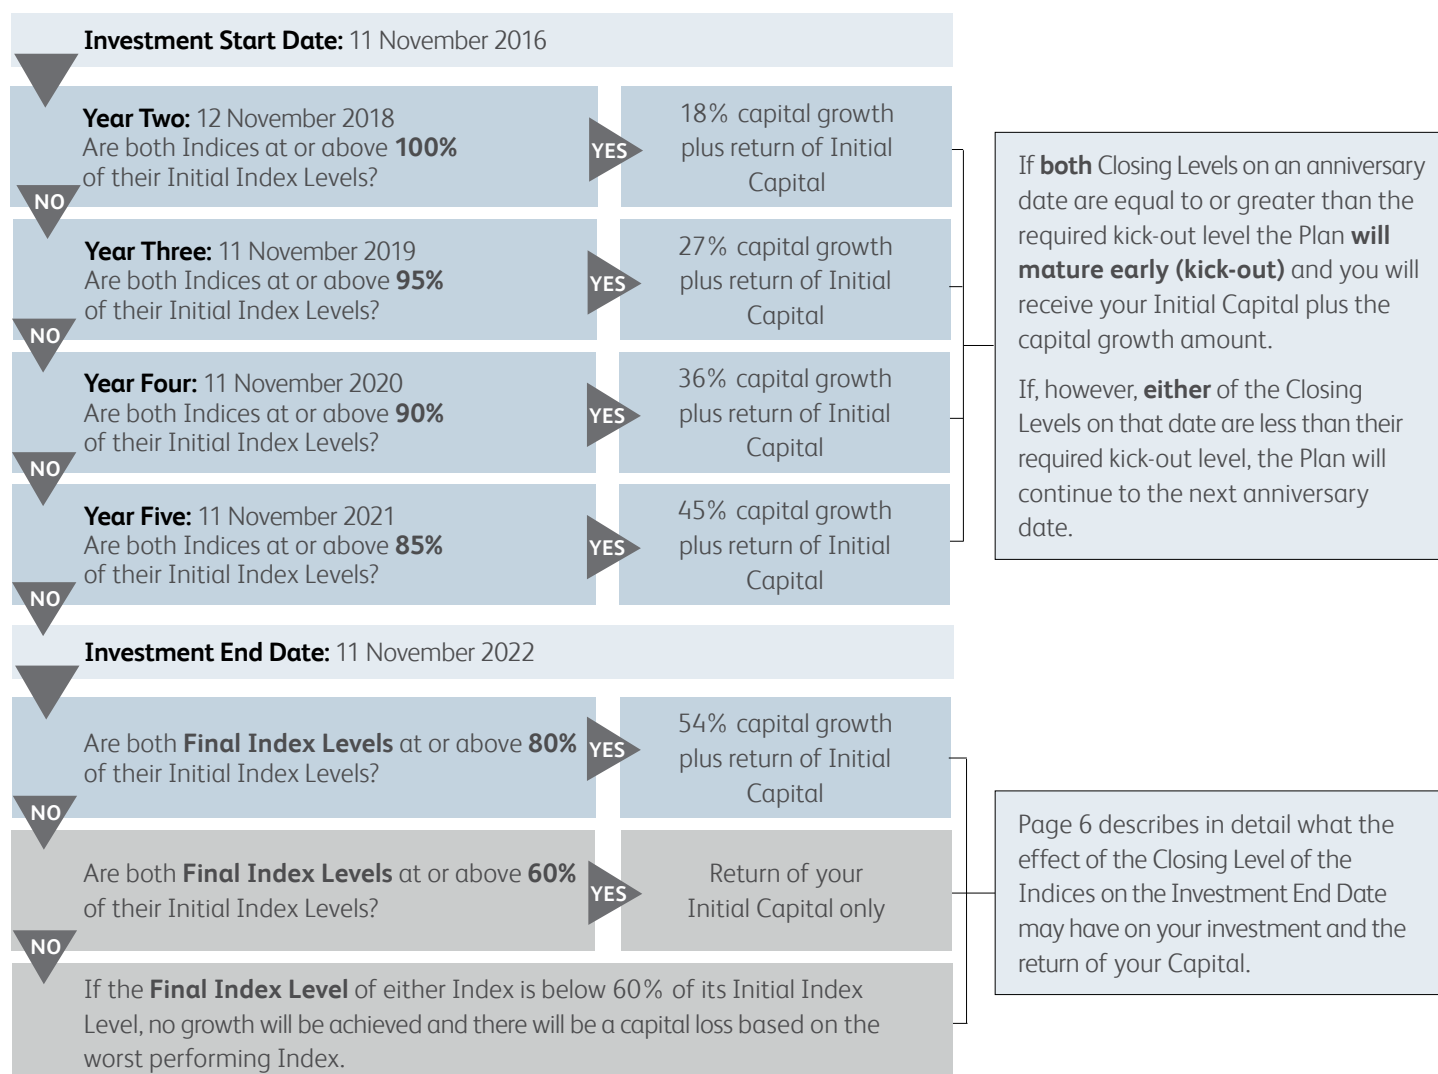 Investment Start Date: 11 November 2016
Year Two: 12 November 2018
Are both Indices at or above 100%
of their Initial Index Levels?
YES
18% capital growth
plus return of Initial
Capital
NO
Year Three: 11 November 2019
Are both Indices at or above 95%
of their Initial Index Levels?
YES
27% capital growth
plus return of Initial
Capital
NO
Year Four: 11 November 2020
Are both Indices at or above 90%
of their Initial Index Levels?
YES
36% capital growth
plus return of Initial
Capital
NO
Year Five: 11 November 2021
Are both Indices at or above 85%
of their Initial Index Levels?
YES
45% capital growth
plus return of Initial
Capital
NO
If both Closing Levels on an anniversary
date are equal to or greater than the
required kick-out level the Plan will
mature early (kick-out) and you will
receive your Initial Capital plus the
capital growth amount.
If, however, either of the Closing
Levels on that date are less than their
required kick-out level, the Plan will
continue to the next anniversary
date.
Investment End Date: 11 November 2022
Are both Final Index Levels at or above 80%
of their Initial Index Levels?
YES
54% capital growth
plus return of Initial
Capital
NO
Are both Final Index Levels at or above 60%
of their Initial Index Levels?
YES
Return of your
Initial Capital only
NO
If the Final Index Level of either Index is below 60% of its Initial Index
Level, no growth will be achieved and there will be a capital loss based on the
worst performing Index.
Page 6 describes in detail what the
effect of the Closing Level of the
Indices on the Investment End Date
may have on your investment and the
return of your Capital.